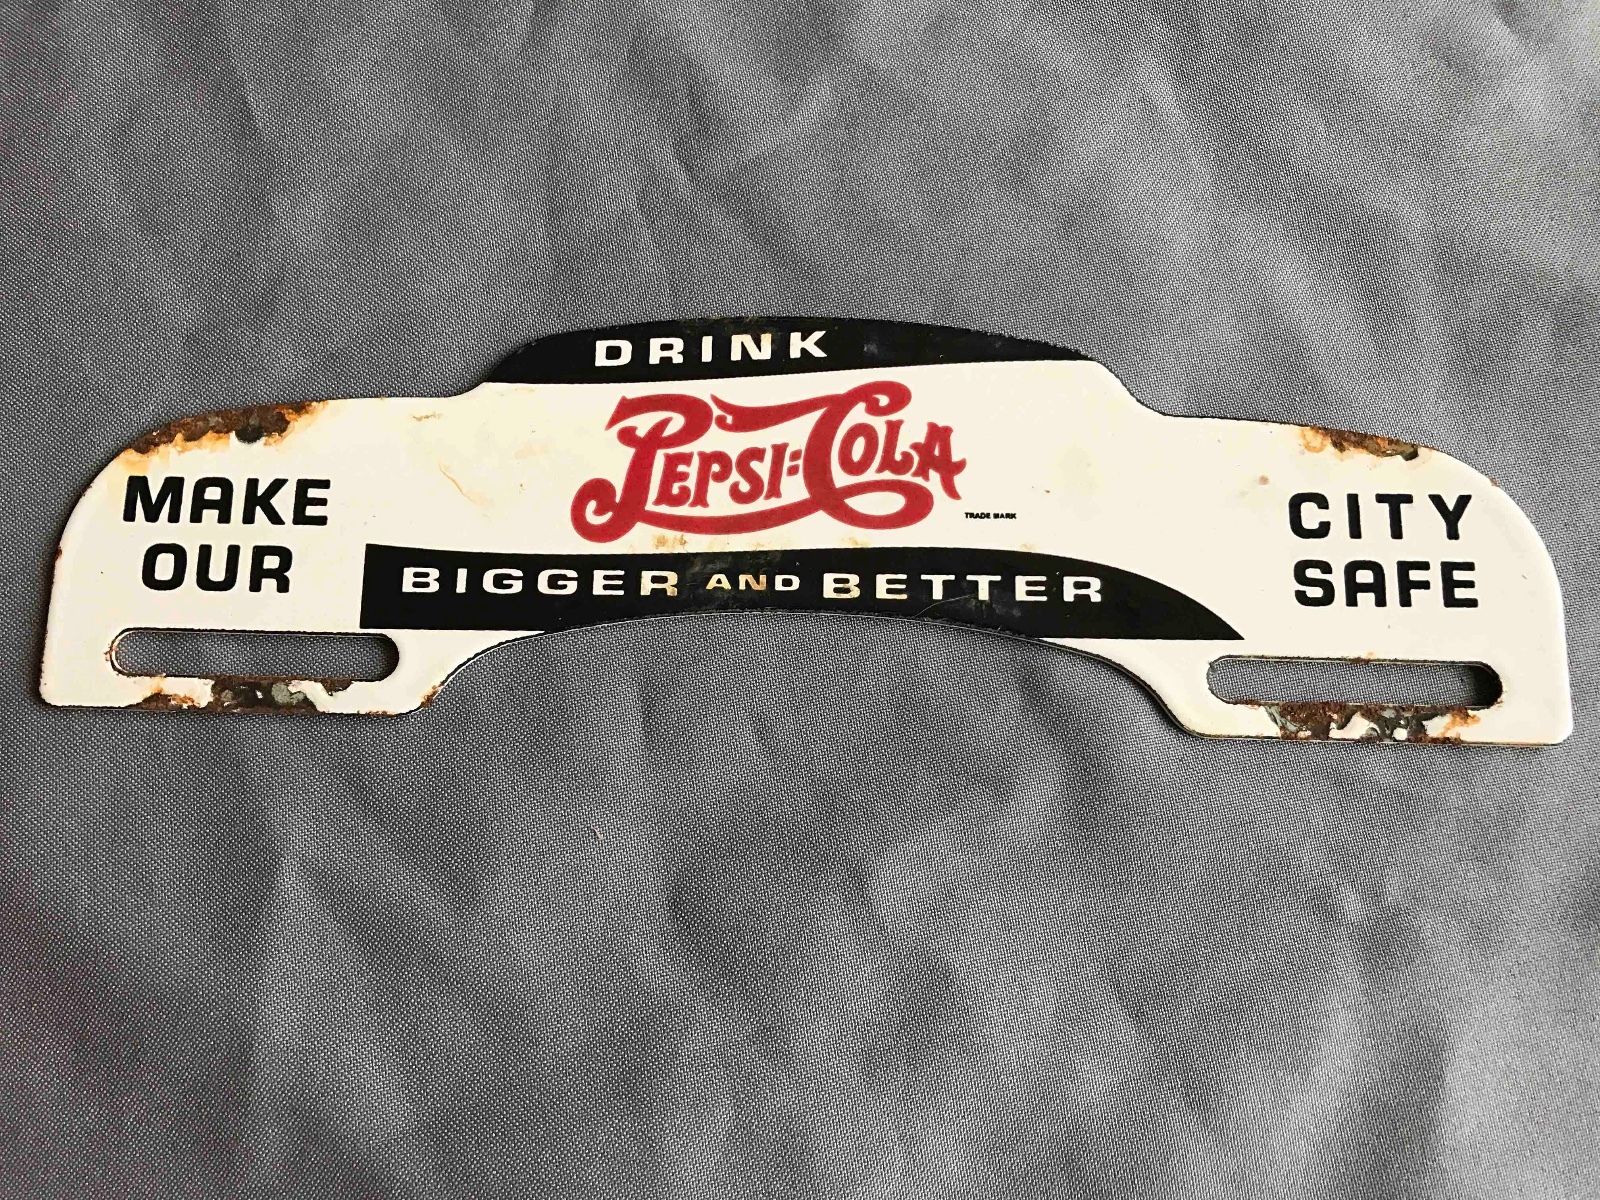 DRINK
PEPSI=COLA
TRADE MARK
MAKE
OUR
BIGGER AND BETTER
CITY
SAFE